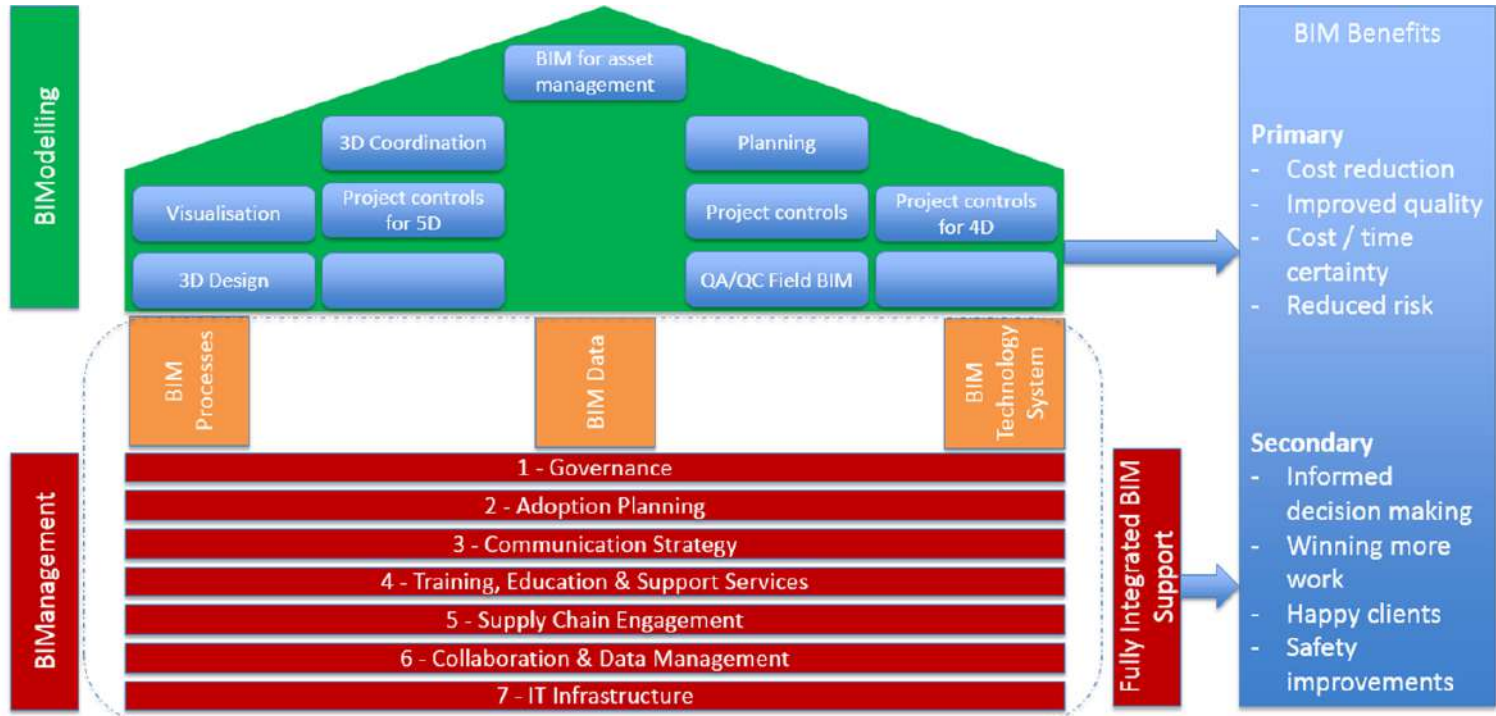 BIModelling
BIM for asset
management
3D Coordination
Planning
Visualisation
Project controls
for 5D
Project controls
Project controls
for 4D
3D Design
QA/QC Field BIM
BIM
Processes
BIM Data
BIM
Technology
System
BIManagement
1 - Governance
2 - Adoption Planning
3 - Communication Strategy
4 - Training, Education & Support Services
5 - Supply Chain Engagement
6 - Collaboration & Data Management
7 - IT Infrastructure
Fully Integrated BIM
Support
BIM Benefits
Primary
- Cost reduction
- Improved quality
- Cost / time
certainty
- Reduced risk
Secondary
- Informed
decision making
- Winning more
work
- Happy clients
- Safety
improvements